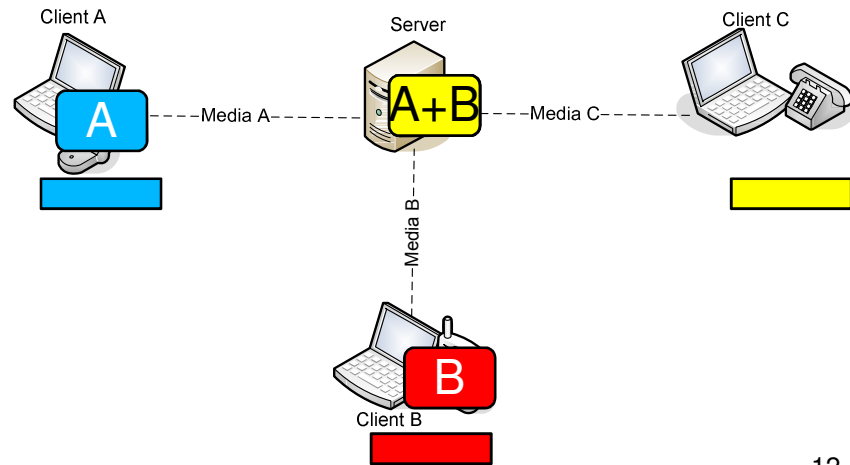 Client A
Server
Client C
A
A+B
Media A
Media C
Media B
B
Client B